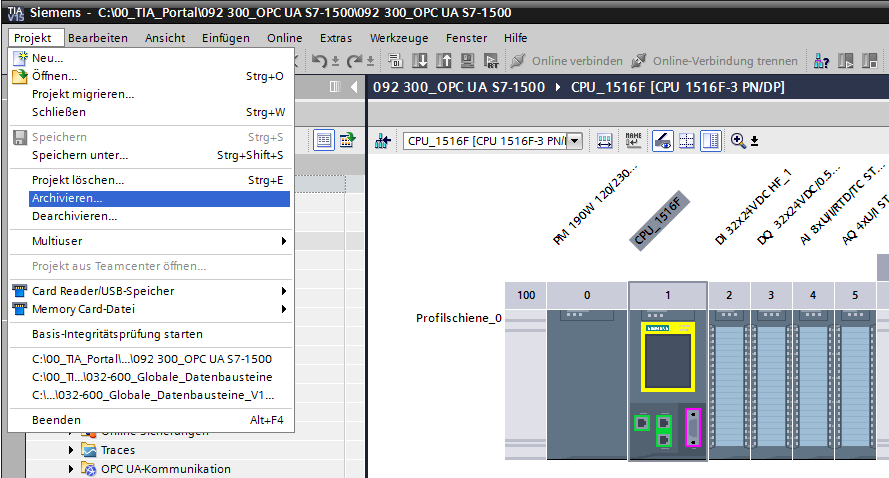 Siemens - C:\00_TIA_Portal\092 300_OPC UA S7-1500\092 300_OPC UA S7-1500
TIA
V15
Projekt Bearbeiten Ansicht Einfügen Online Extras Werkzeuge Fenster Hilfe
Neu...
Öffnen... Strg+O
Projekt migrieren...
Schließen Strg+W
Speichern Strg+S
Speichern unter... Strg+Shift+S
Projekt löschen... Strg+E
Archivieren...
Dearchivieren...
Multiuser
Projekt aus Teamcenter öffnen...
Card Reader/USB-Speicher
Memory Card-Datei
Basis-Integritätsprüfung starten
C:\00_TIA_Portal\...\092 300_OPC UA S7-1500
C:\00_TI...\032-600_Globale_Datenbausteine
C:\...\032-600_Globale_Datenbausteine_V1...
Beenden Alt+F4
Online-Sicherungen
Traces
OPC UA-Kommunikation
RT
Online verbinden Online-Verbindung trennen
092 300_OPC UA S7-1500 CPU_1516F [CPU 1516F-3 PN/DP]
CPU_1516F [CPU 1516F-3 PN/
NAME
PM 190W 120/230...
CPU_1516F
DI 32x24VDC HF_1
DQ 32x24VDC/0.5...
AI 8xU/I/RTD/TC ST...
AQ 4xU/I ST
100 0 1 2 3 4 5
Profilschiene_0
SIEMENS